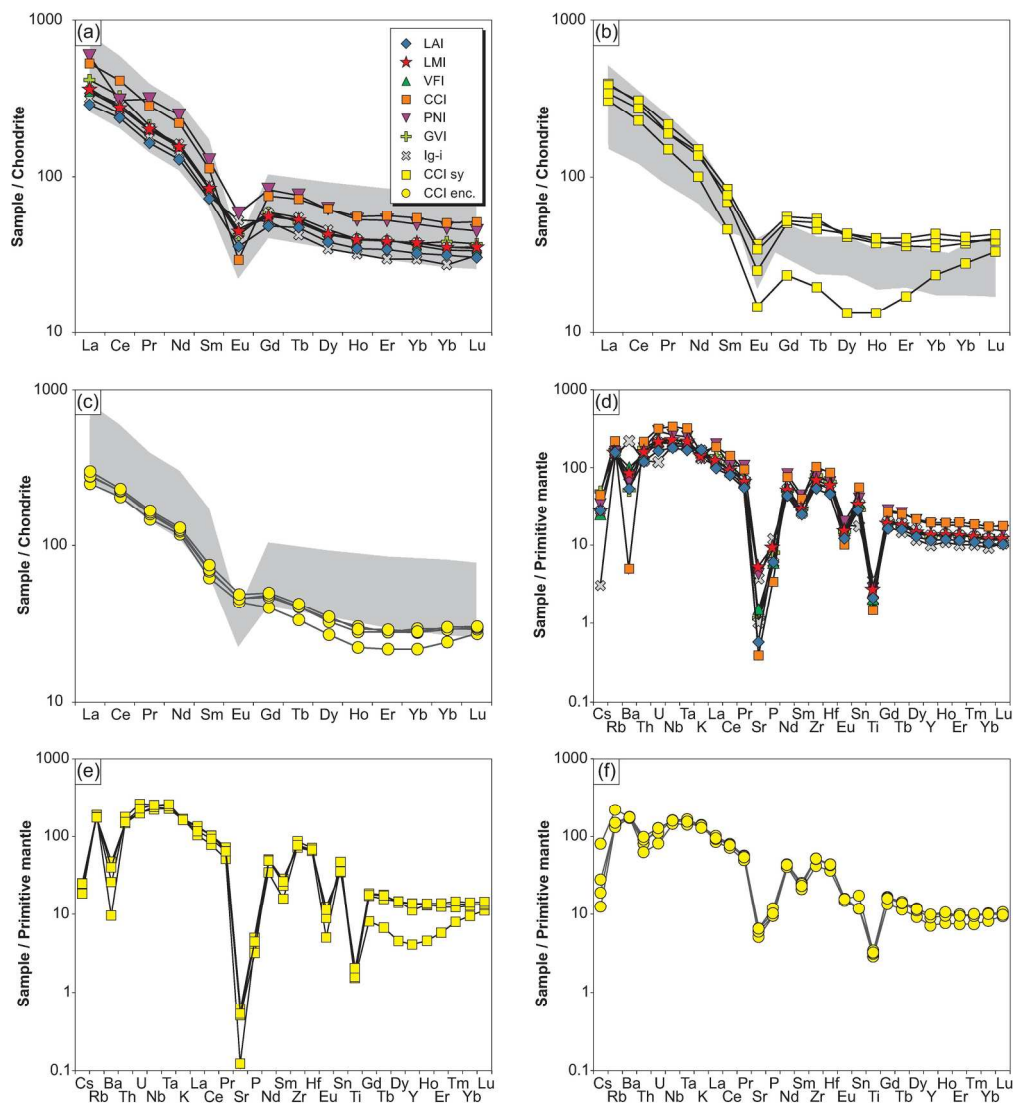 (a)
1000
100
10
Sample / Chondrite
LAI
LMI
VFI
CCI
PNI
GVI
Ig-i
CCI sy
CCI enc.
La Ce Pr Nd Sm Eu Gd Tb Dy Ho Er Yb Yb Lu
(b)
1000
100
10
Sample / Chondrite
La Ce Pr Nd Sm Eu Gd Tb Dy Ho Er Yb Yb Lu
(c)
1000
100
10
Sample / Chondrite
La Ce Pr Nd Sm Eu Gd Tb Dy Ho Er Yb Yb Lu
(d)
1000
100
10
1
0.1
Sample / Primitive mantle
Cs Ba U Ta La Pr P Sm Hf Sn Gd Dy Ho Tm Lu
Rb Th Nb K Ce Sr Nd Zr Eu Ti Tb Y Er Yb
(e)
1000
100
10
1
0.1
Sample / Primitive mantle
Cs Ba U Ta La Pr P Sm Hf Sn Gd Dy Ho Tm Lu
Rb Th Nb K Ce Sr Nd Zr Eu Ti Tb Y Er Yb
(f)
1000
100
10
1
0.1
Sample / Primitive mantle
Cs Ba U Ta La Pr P Sm Hf Sn Gd Dy Ho Tm Lu
Rb Th Nb K Ce Sr Nd Zr Eu Ti Tb Y Er Yb